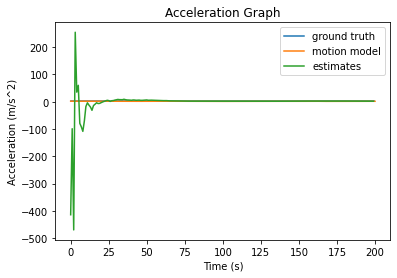 Acceleration Graph
ground truth
motion model
estimates
200
100
0
−100
−200
−300
−400
−500
Acceleration (m/s^2)
0 25 50 75 100 125 150 175 200
Time (s)